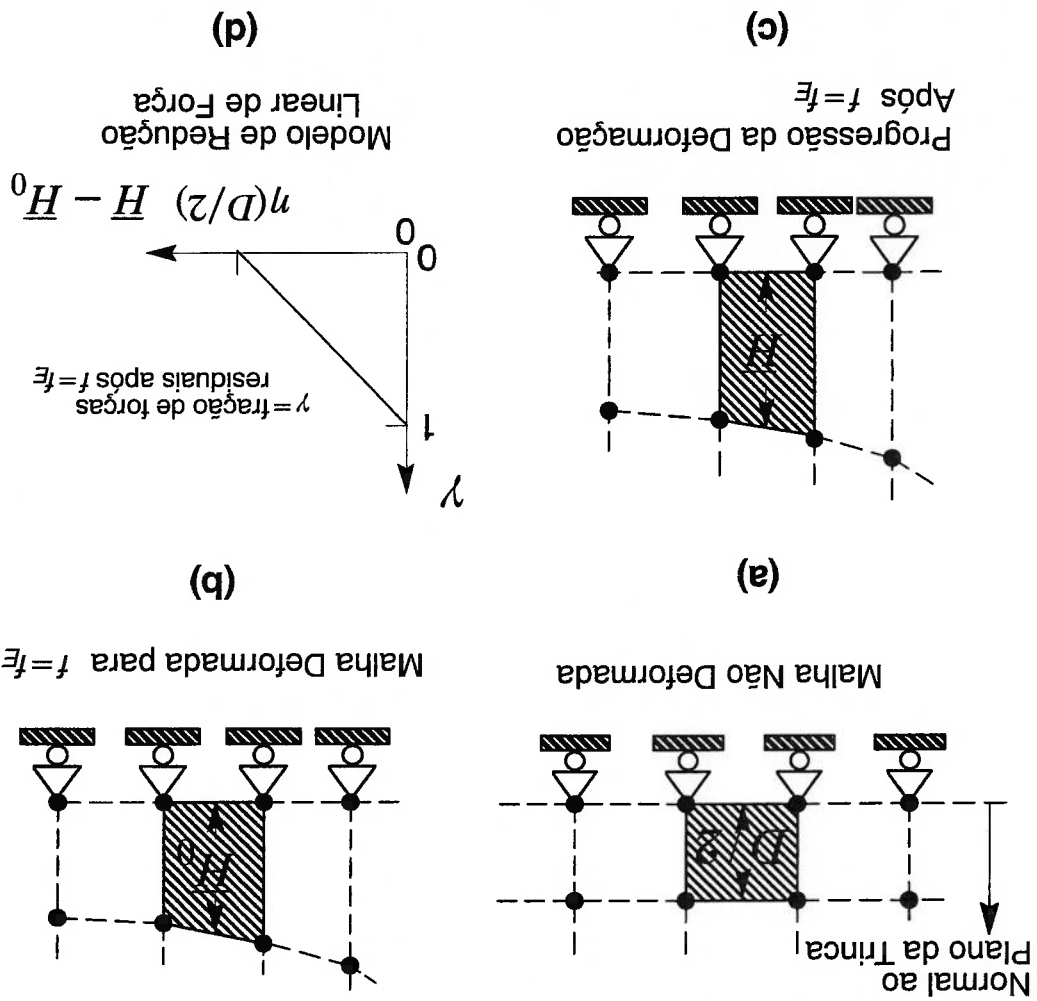 Normal ao
Plano da Trinca
D/2
Malha Não Deformada
(a)
H̅⁰
Malha Deformada para f=f_E
(b)
H̅
Progressão da Deformação
Após f=f_E
(c)
γ
1
γ=fração de forças
residuais após f=f_E
0
0
η(D/2) H̅ – H̅⁰
Modelo de Redução
Linear de Força
(d)